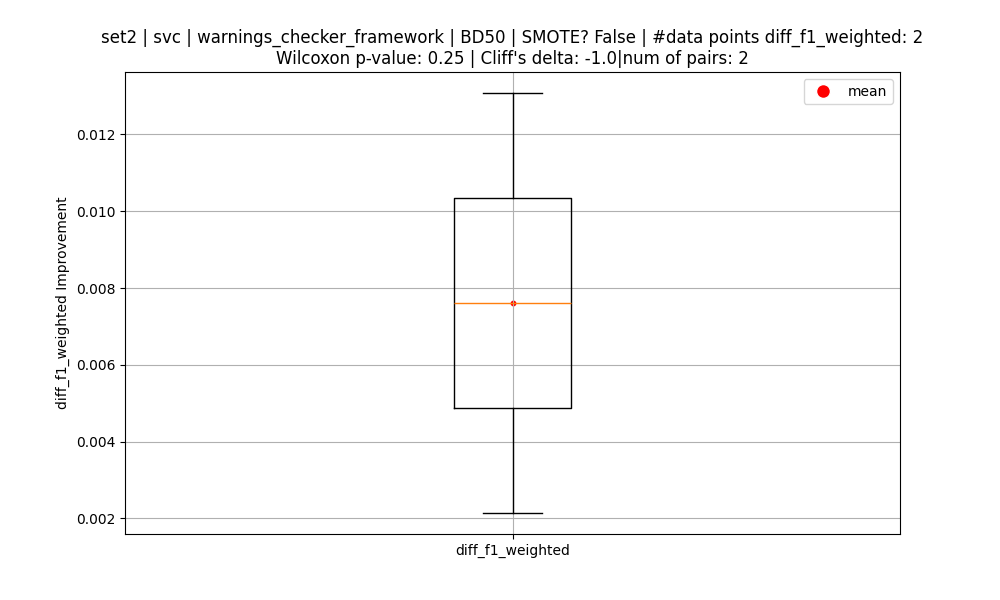 set2 | svc | warnings_checker_framework | BD50 | SMOTE? False | #data points diff_f1_weighted: 2
Wilcoxon p-value: 0.25 | Cliff's delta: -1.0|num of pairs: 2
mean
0.012
0.010
0.008
0.006
0.004
0.002
diff_f1_weighted Improvement
diff_f1_weighted